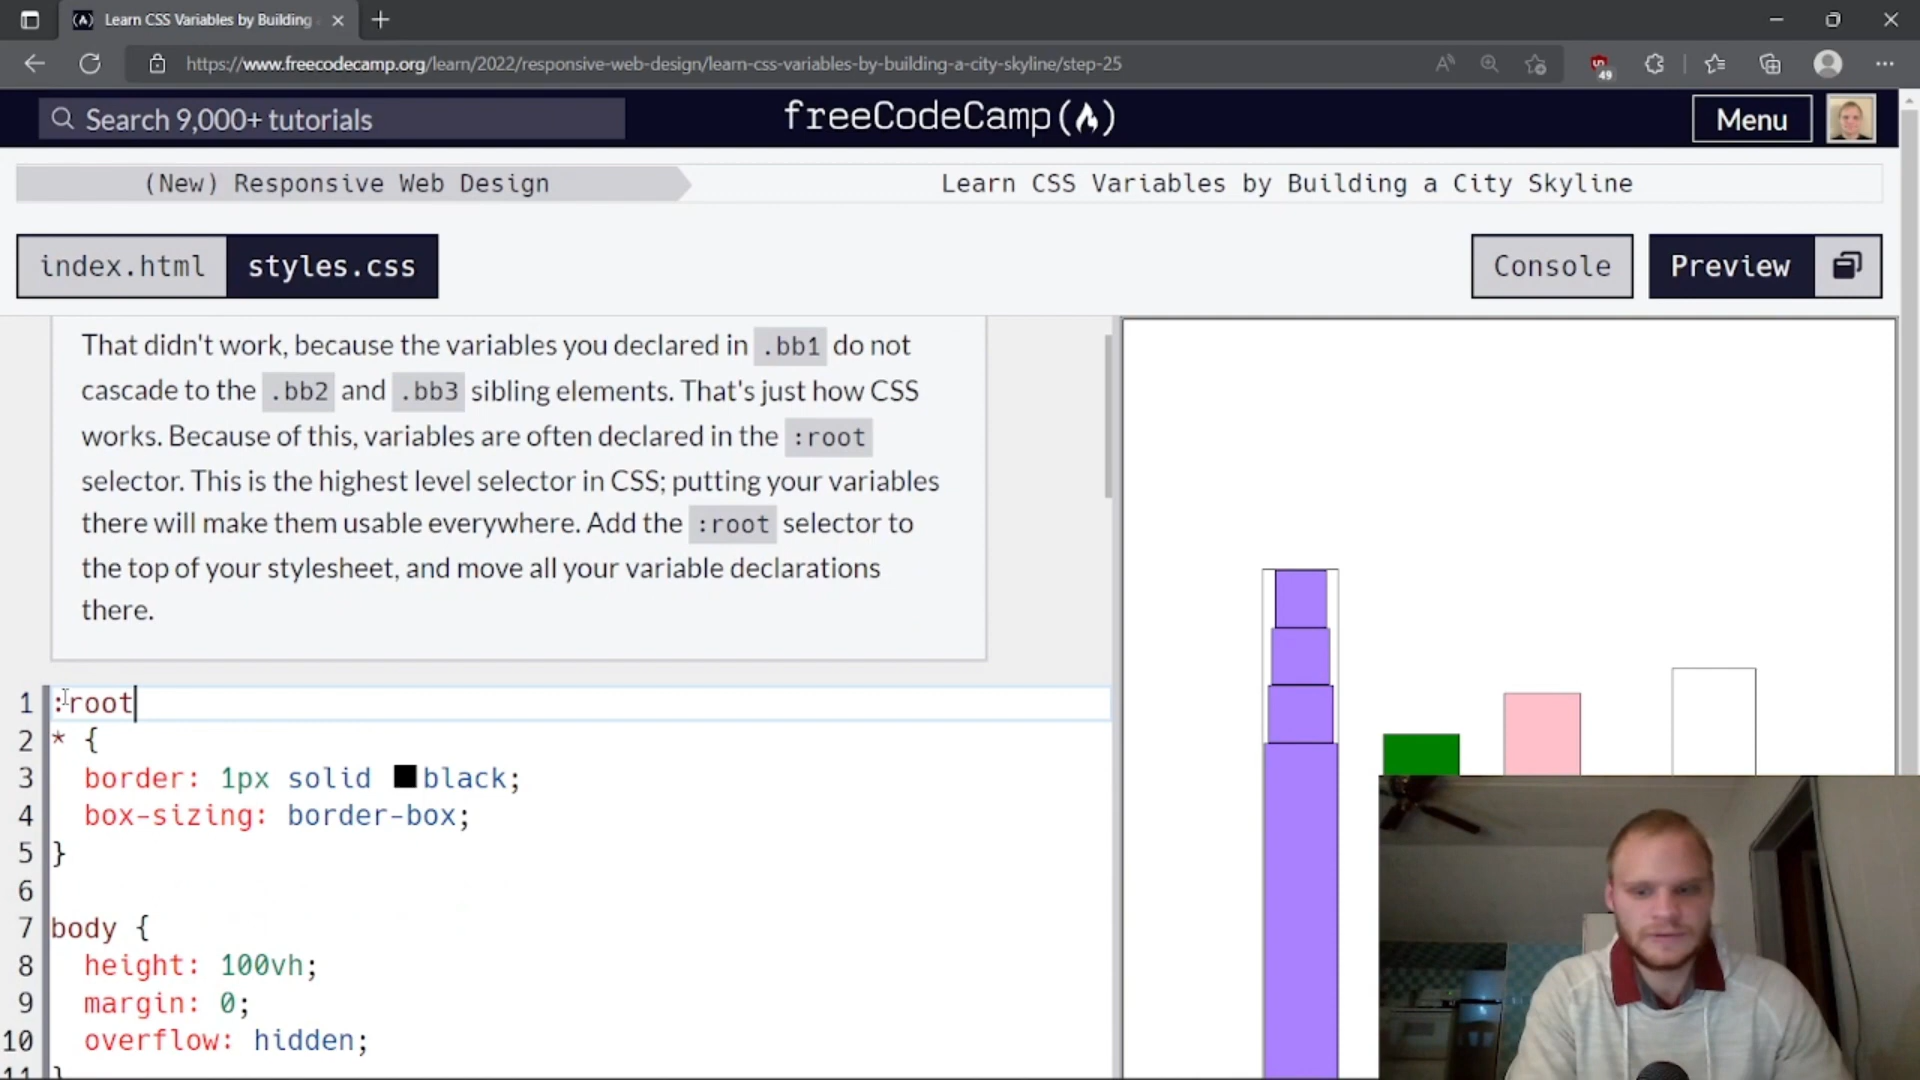 Learn CSS Variables by Building
https://www.freecodecamp.org/learn/2022/responsive-web-design/learn-css-variables-by-building-a-city-skyline/step-25
49
Search 9,000+ tutorials
freeCodeCamp
Menu
(New) Responsive Web Design
Learn CSS Variables by Building a City Skyline
index.html
styles.css
Console
Preview
That didn't work, because the variables you declared in .bb1 do not
cascade to the .bb2 and .bb3 sibling elements. That's just how CSS
works. Because of this, variables are often declared in the :root
selector. This is the highest level selector in CSS; putting your variables
there will make them usable everywhere. Add the :root selector to
the top of your stylesheet, and move all your variable declarations
there.
1 :root
2 * {
3 border: 1px solid black;
4 box-sizing: border-box;
5 }
6
7 body {
8 height: 100vh;
9 margin: 0;
10 overflow: hidden;
11 }